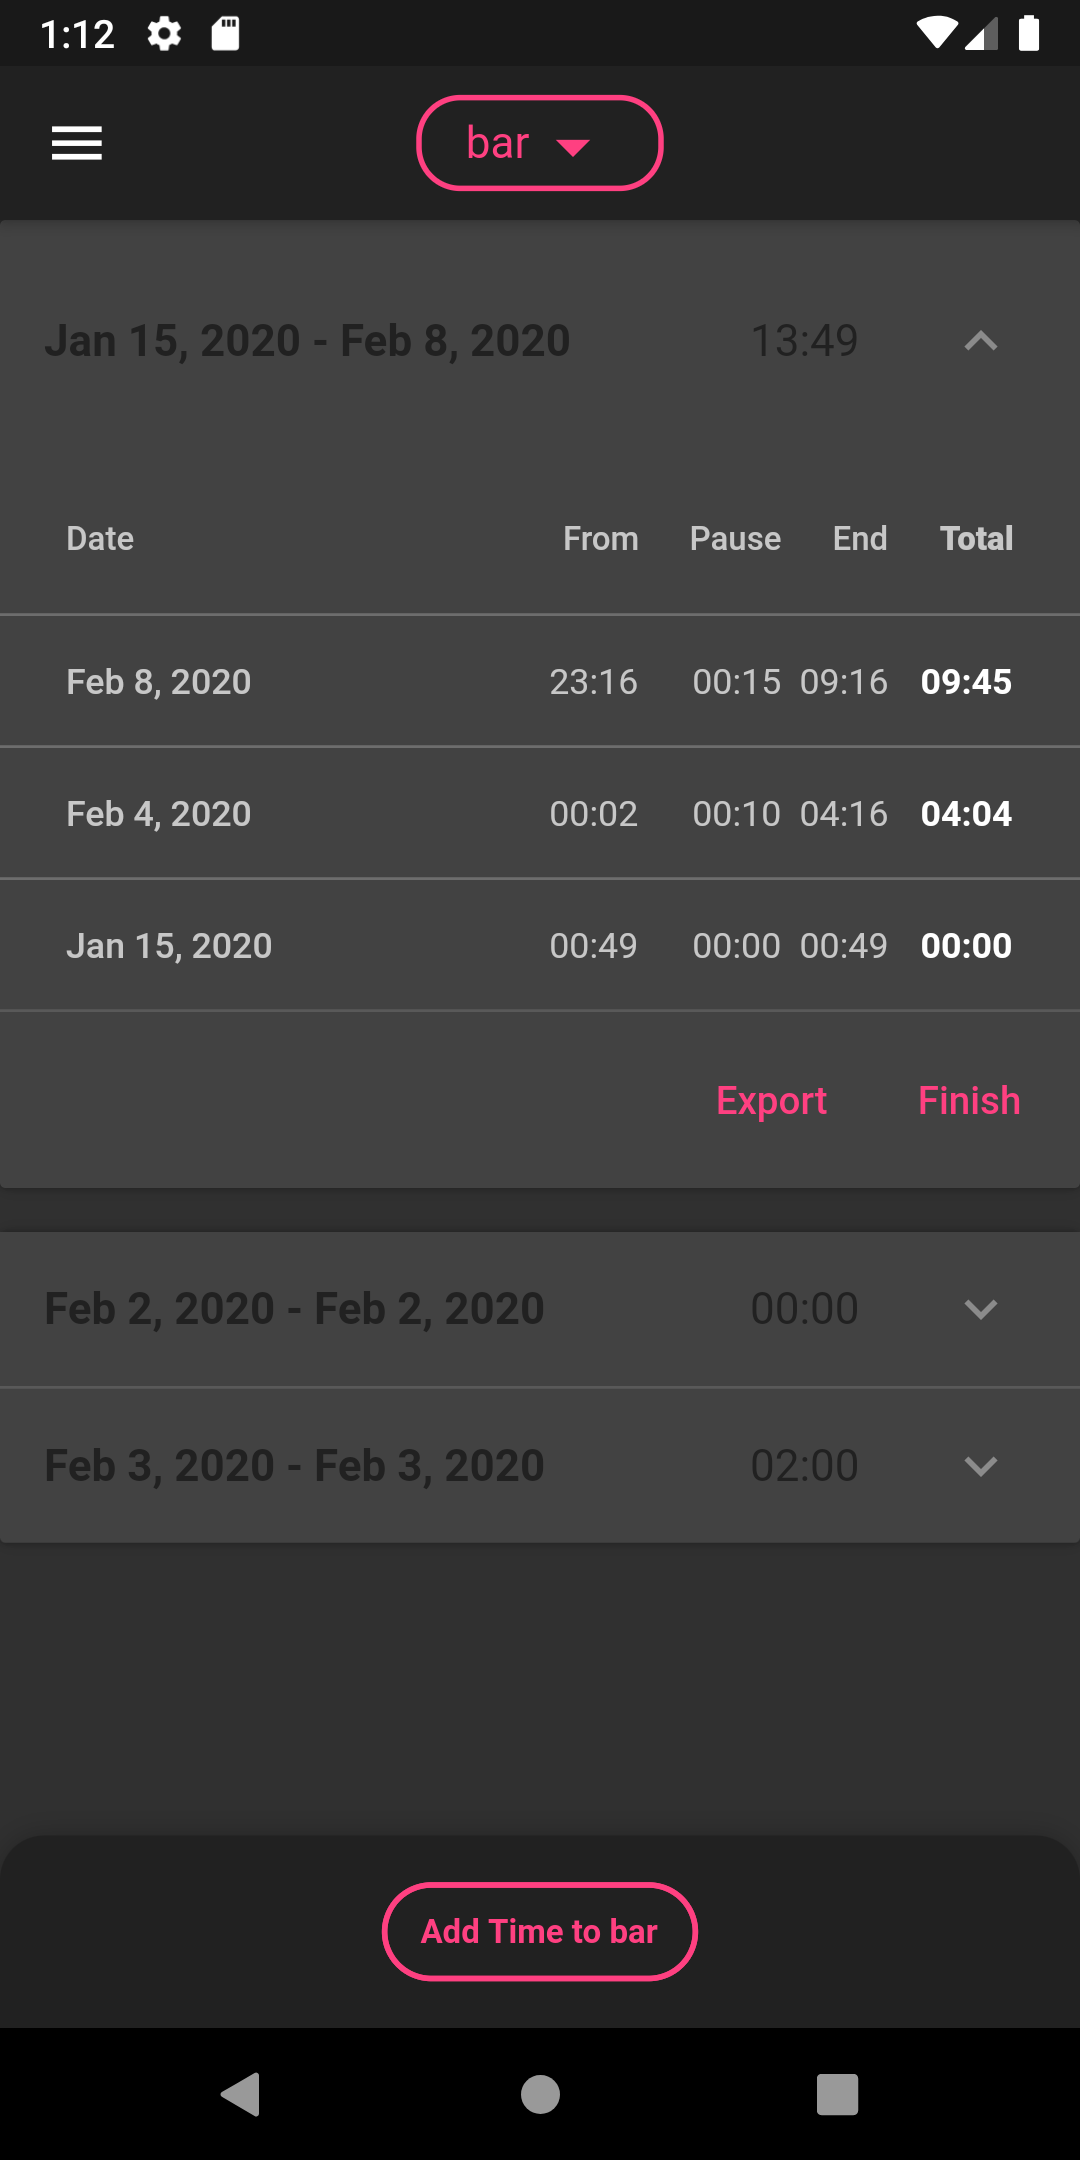 1:12
bar
Jan 15, 2020 - Feb 8, 2020 13:49
Date From Pause End Total
Feb 8, 2020 23:16 00:15 09:16 09:45
Feb 4, 2020 00:02 00:10 04:16 04:04
Jan 15, 2020 00:49 00:00 00:49 00:00
Export Finish
Feb 2, 2020 - Feb 2, 2020 00:00
Feb 3, 2020 - Feb 3, 2020 02:00
Add Time to bar